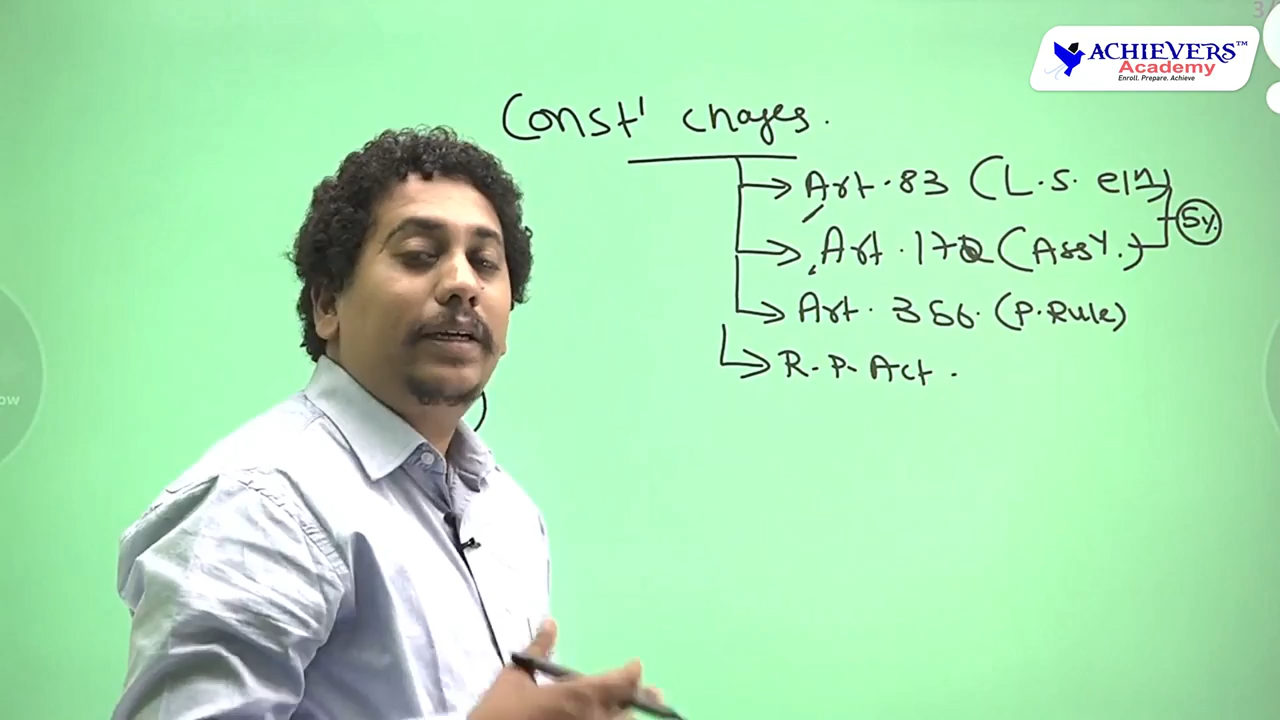 ACHIEVERS™
Academy
Enroll. Prepare. Achieve
Const' chages.
Art. 83 (L.S. eln)
Art. 172 (Assy.)
5y.
Art. 356. (P. Rule)
R. P. Act.